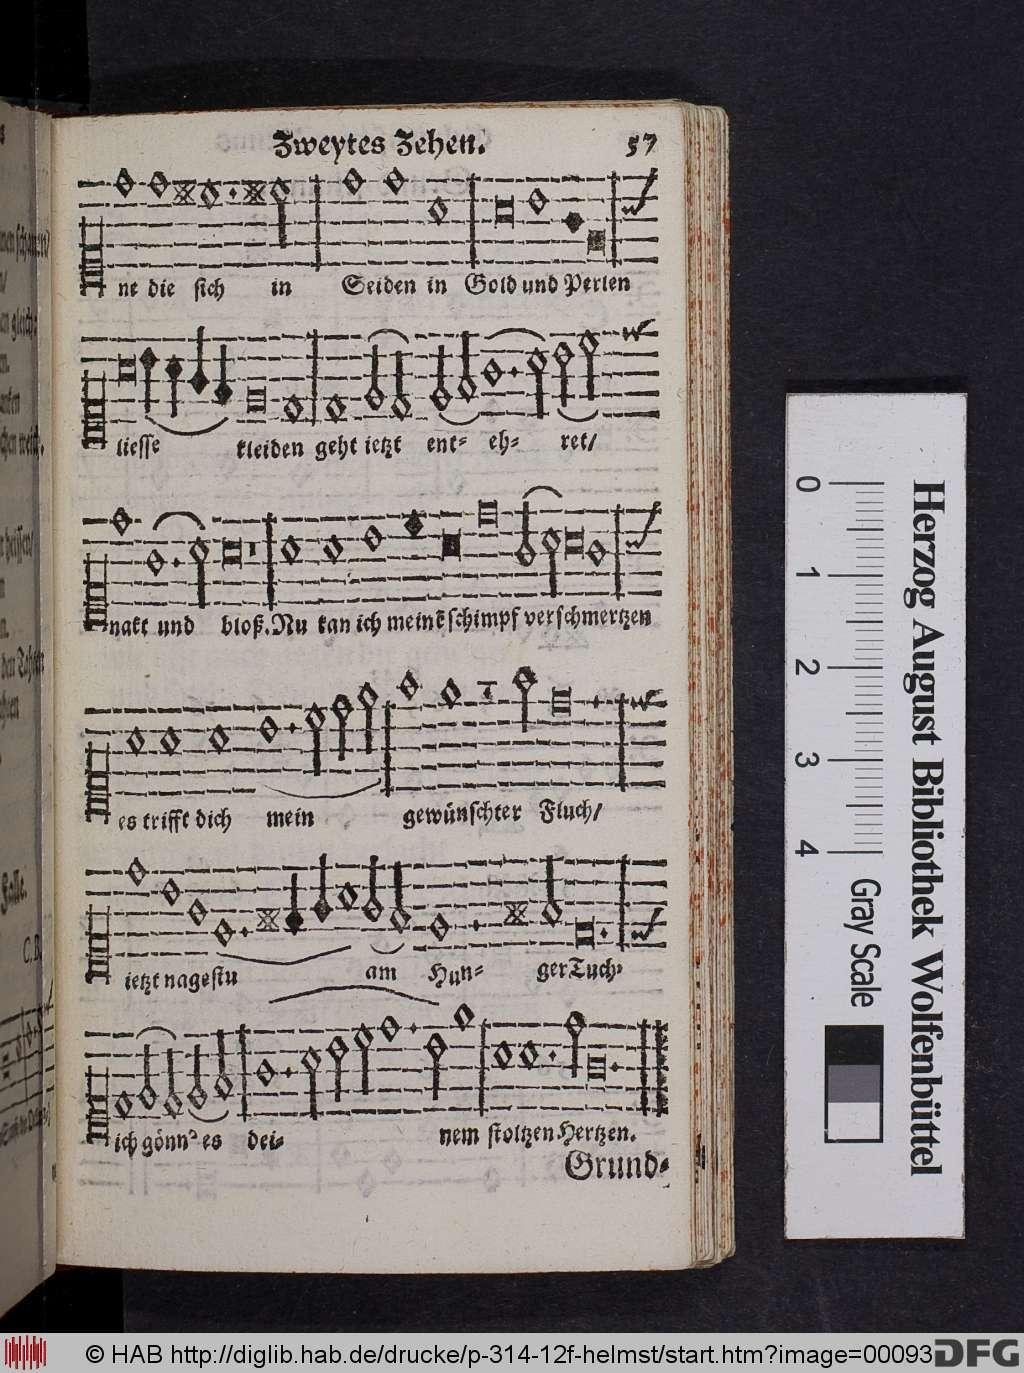 Zweytes Zehen. 57
ne die sich in Seiden in Gold und Perlen
liesse kleiden geht ietzt ent- eh- ret/
nakt und bloß. Nu kan ich meinẽ schimpf verschmertzen
es trifft dich mein gewünschter Fluch/
ietzt nagestu am Hun- ger Tuch/
ich gönn' es dei- nem stoltzen Hertzen.
Grund-
0 1 2 3 4
Gray Scale
Herzog August Bibliothek Wolfenbüttel
© HAB http://diglib.hab.de/drucke/p-314-12f-helmst/start.htm?image=00093
DFG